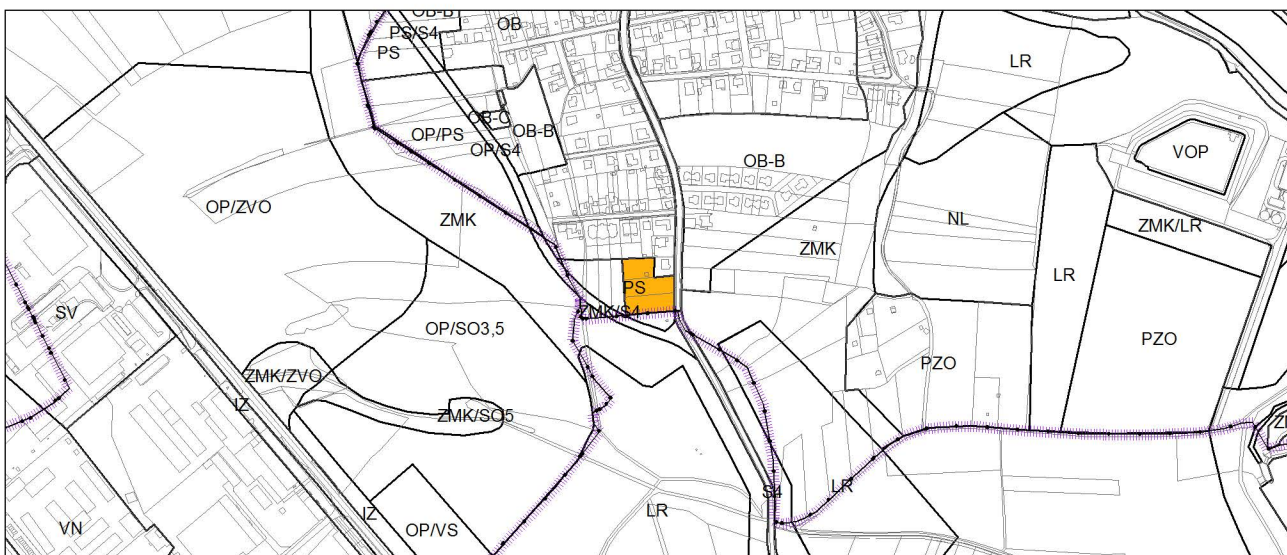 OB-B
OB
PS/S4
PS
LR
OB-C
OB-B
OP/PS
OP/S4
VOP
OB-B
OP/ZVO
ZMK
NL
ZMK/LR
ZMK
LR
PS
SV
ZMK/S4
OP/SO3,5
PZO
PZO
ZMK/ZVO
IZ
ZMK/SO5
S4
LR
LR
IZ
VN
OP/VS